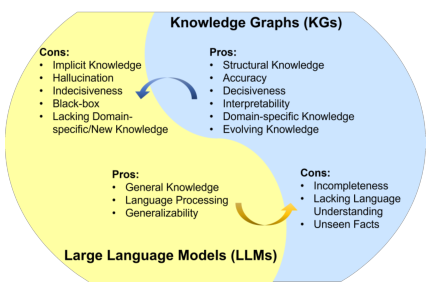 Knowledge Graphs (KGs)
Cons:
• Implicit Knowledge
• Hallucination
• Indecisiveness
• Black-box
• Lacking Domain-
specific/New Knowledge
Pros:
• Structural Knowledge
• Accuracy
• Decisiveness
• Interpretability
• Domain-specific Knowledge
• Evolving Knowledge
Pros:
• General Knowledge
• Language Processing
• Generalizability
Cons:
• Incompleteness
• Lacking Language
Understanding
• Unseen Facts
Large Language Models (LLMs)